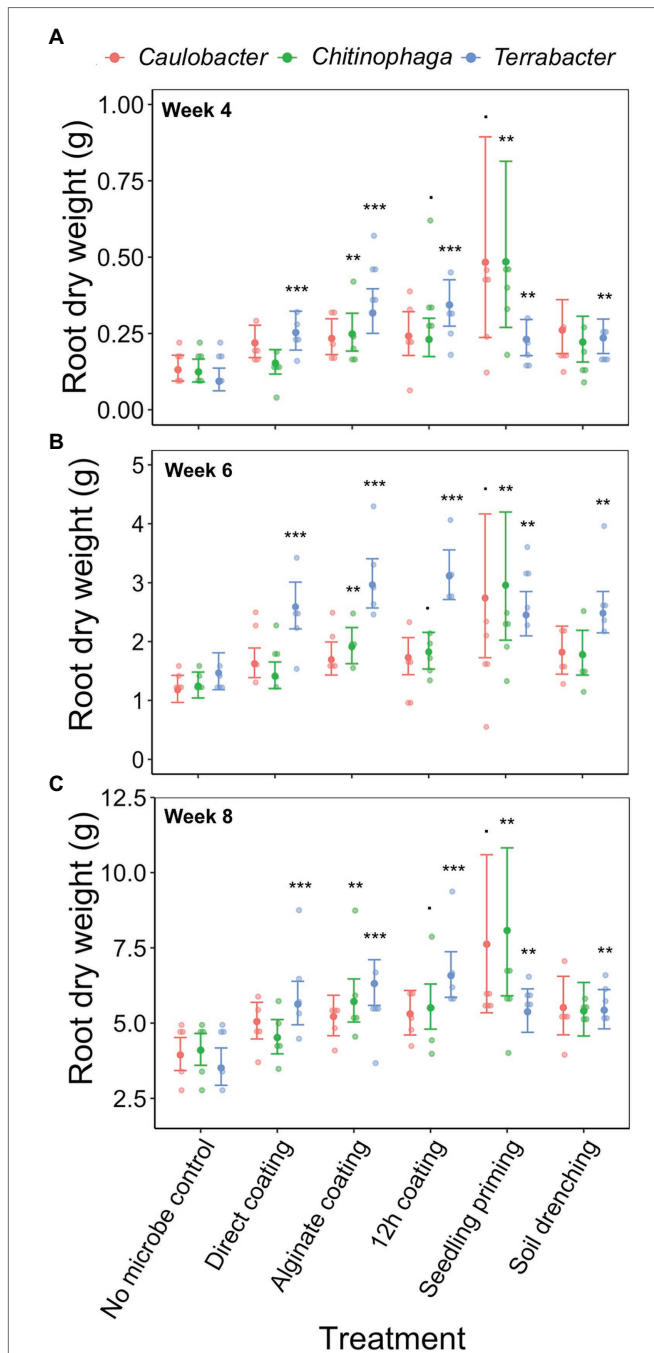 A
Caulobacter Chitinophaga Terrabacter
Week 4
Root dry weight (g)
1.00
0.75
0.50
0.25
0.00
*** ** *** . *** . ** ** **
B
Week 6
Root dry weight (g)
5
4
3
2
1
0
*** ** *** . *** . ** ** **
C
Week 8
Root dry weight (g)
12.5
10.0
7.5
5.0
2.5
*** ** *** . *** . ** ** **
No microbe control
Direct coating
Alginate coating
12h coating
Seedling priming
Soil drenching
Treatment